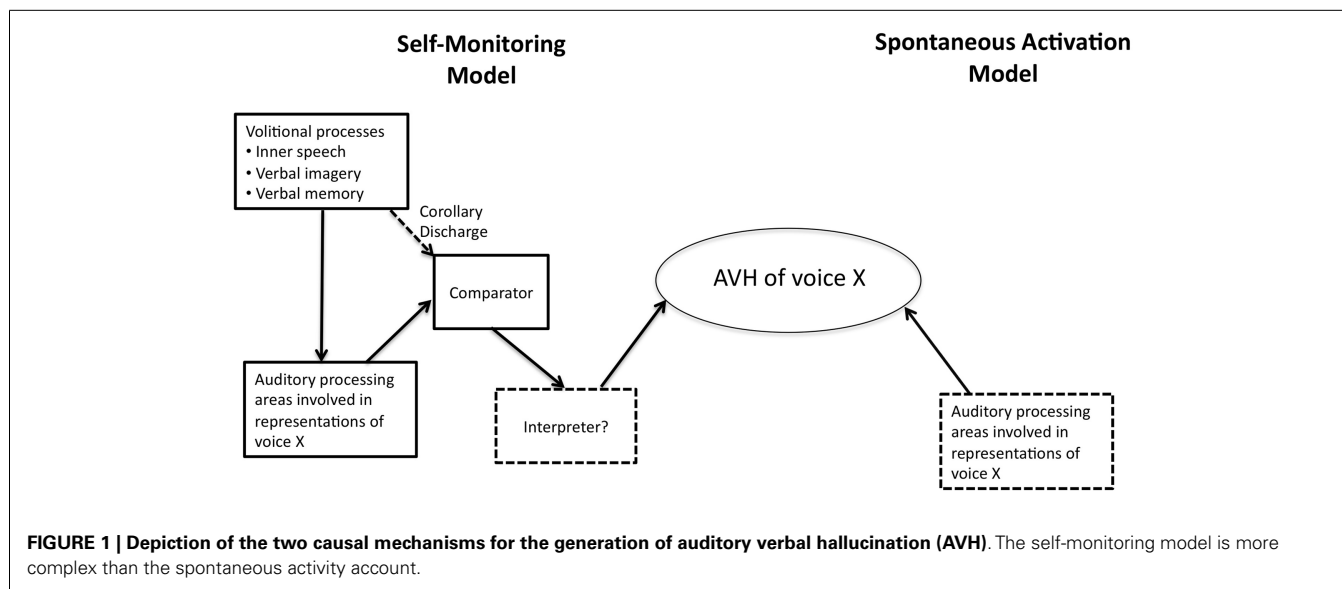 Self-Monitoring
Model
Spontaneous Activation
Model
Volitional processes
• Inner speech
• Verbal imagery
• Verbal memory
Corollary
Discharge
Comparator
AVH of voice X
Auditory processing
areas involved in
representations of
voice X
Interpreter?
Auditory processing
areas involved in
representations of
voice X
FIGURE 1 | Depiction of the two causal mechanisms for the generation of auditory verbal hallucination (AVH). The self-monitoring model is more
complex than the spontaneous activity account.